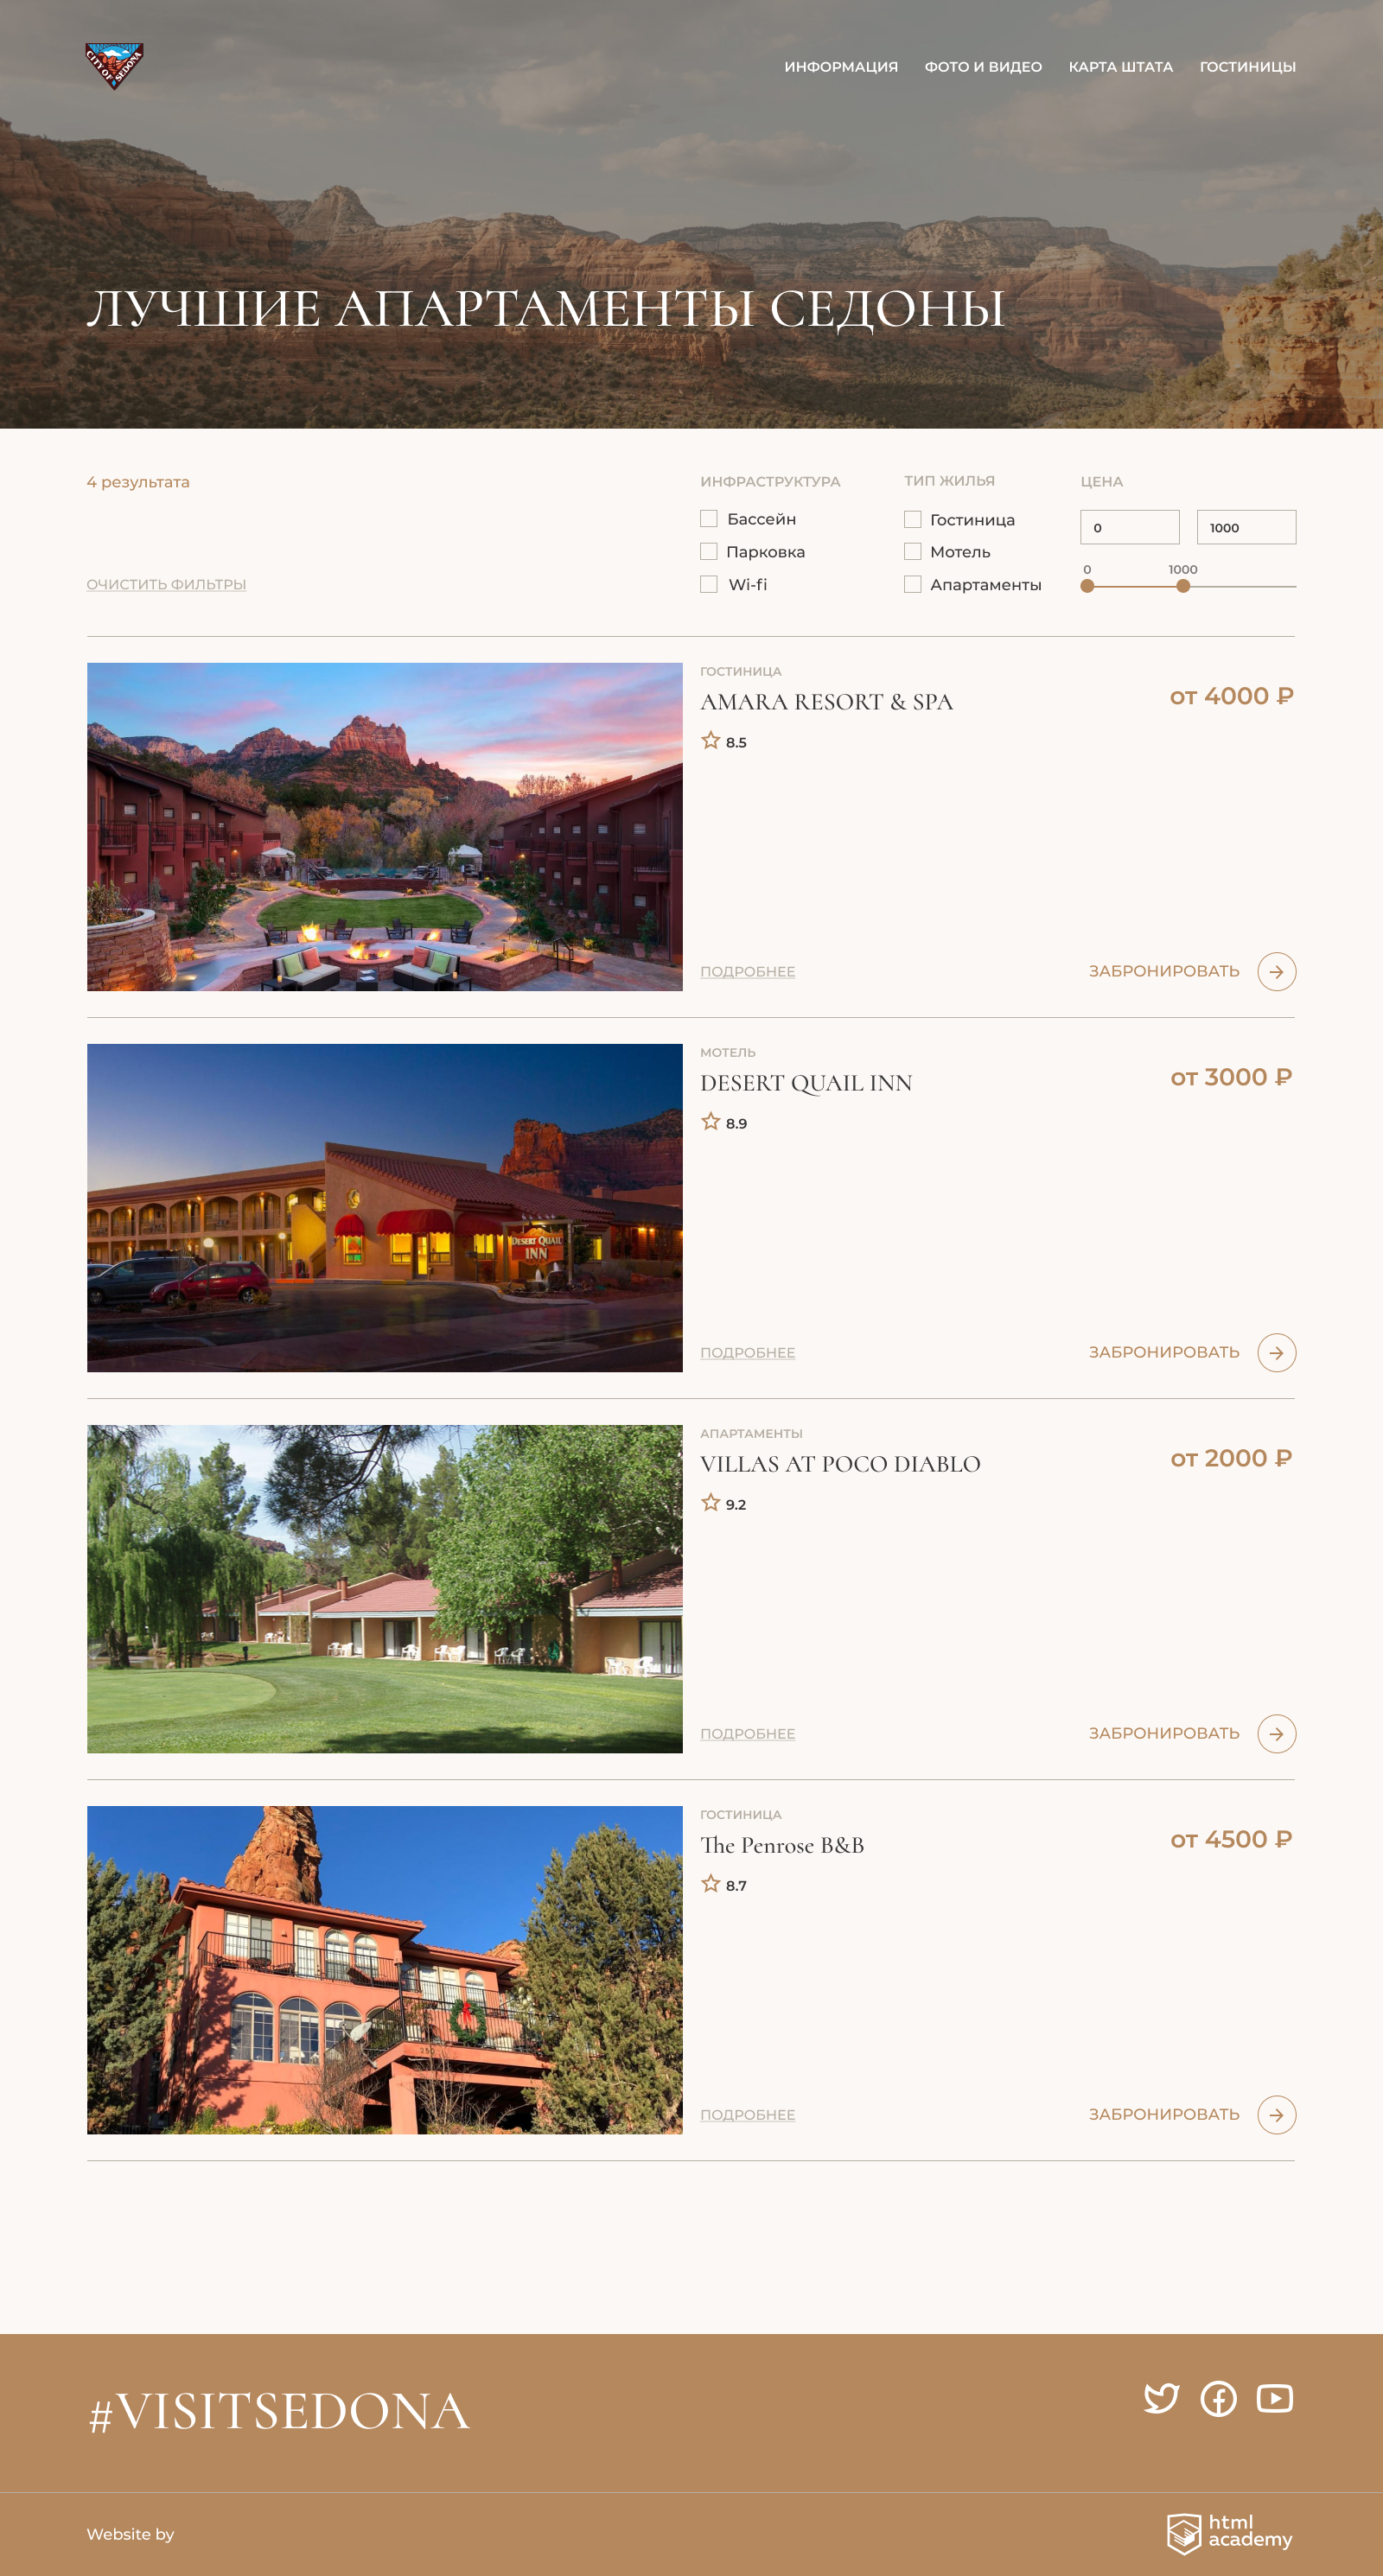 CITY OF SEDONA
ИНФОРМАЦИЯ ФОТО И ВИДЕО КАРТА ШТАТА ГОСТИНИЦЫ
ЛУЧШИЕ АПАРТАМЕНТЫ СЕДОНЫ
4 результата
ОЧИСТИТЬ ФИЛЬТРЫ
ИНФРАСТРУКТУРА
Бассейн
Парковка
Wi-fi
ТИП ЖИЛЬЯ
Гостиница
Мотель
Апартаменты
ЦЕНА
0 1000
0 1000
ГОСТИНИЦА
AMARA RESORT & SPA
от 4000 ₽
8.5
ПОДРОБНЕЕ
ЗАБРОНИРОВАТЬ
МОТЕЛЬ
DESERT QUAIL INN
от 3000 ₽
8.9
DESERT QUAIL
INN
ПОДРОБНЕЕ
ЗАБРОНИРОВАТЬ
АПАРТАМЕНТЫ
VILLAS AT POCO DIABLO
от 2000 ₽
9.2
ПОДРОБНЕЕ
ЗАБРОНИРОВАТЬ
ГОСТИНИЦА
The Penrose B&B
от 4500 ₽
8.7
250
ПОДРОБНЕЕ
ЗАБРОНИРОВАТЬ
#VISITSEDONA
Website by
html
academy